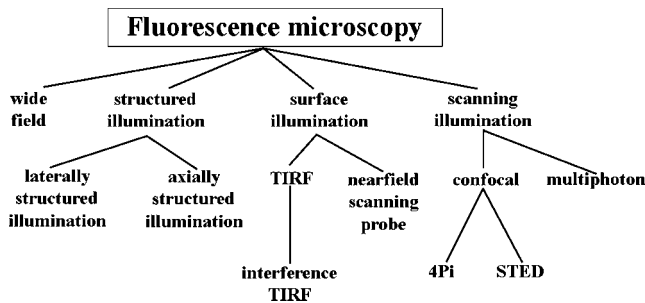 Fluorescence microscopy
wide
field
structured
illumination
surface
illumination
scanning
illumination
laterally
structured
illumination
axially
structured
illumination
TIRF
nearfield
scanning
probe
confocal
multiphoton
interference
TIRF
4Pi
STED